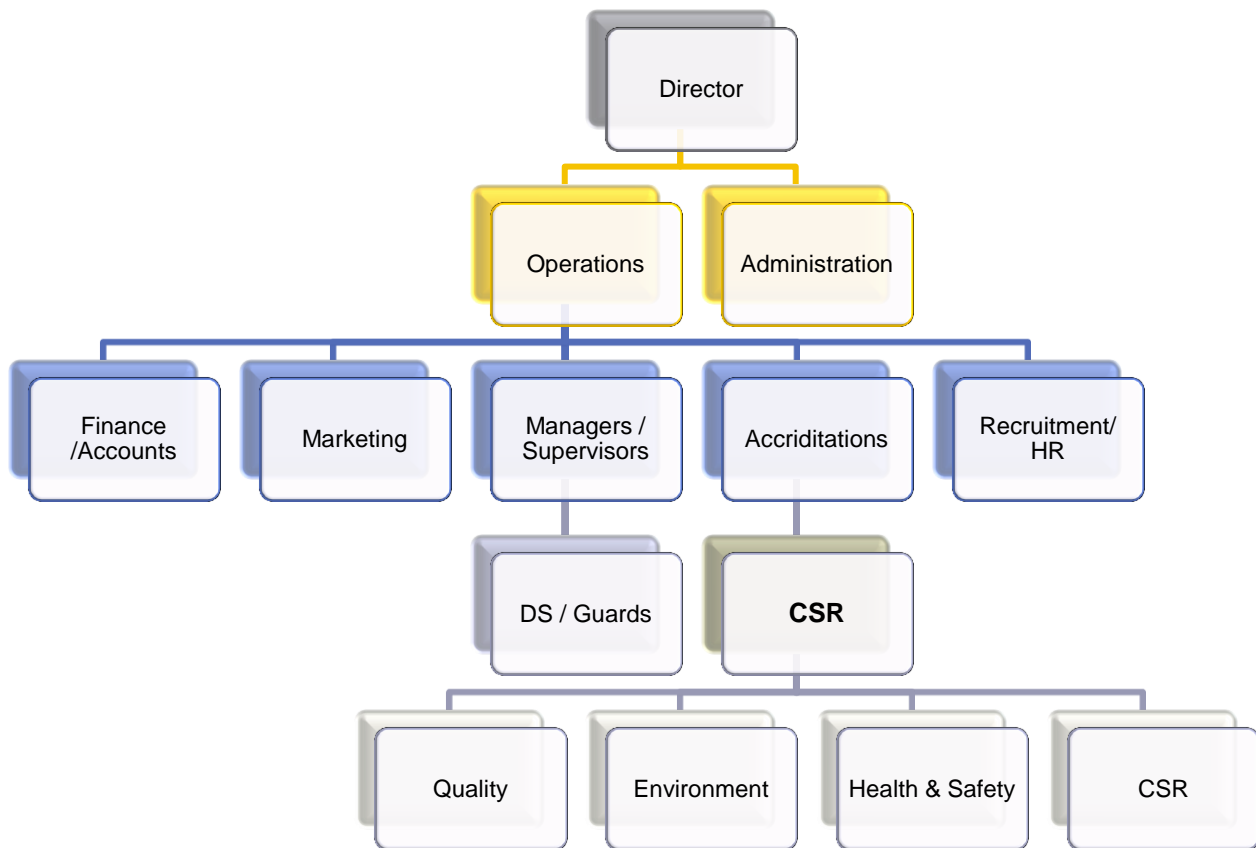 Director
Operations
Administration
Finance
/Accounts
Marketing
Managers /
Supervisors
Accriditations
Recruitment/
HR
DS / Guards
CSR
Quality
Environment
Health & Safety
CSR